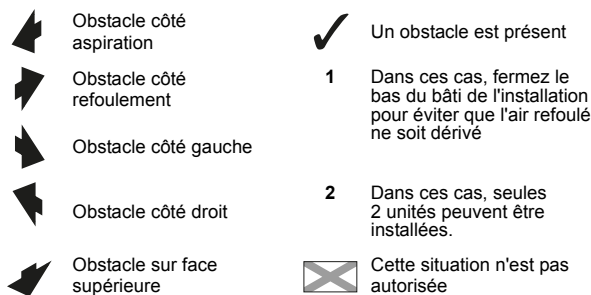 Obstacle côté
aspiration
Obstacle côté
refoulement
Obstacle côté gauche
Obstacle côté droit
Obstacle sur face
supérieure
Un obstacle est présent
1 Dans ces cas, fermez le
bas du bâti de l'installation
pour éviter que l'air refoulé
ne soit dérivé
2 Dans ces cas, seules
2 unités peuvent être
installées.
Cette situation n'est pas
autorisée